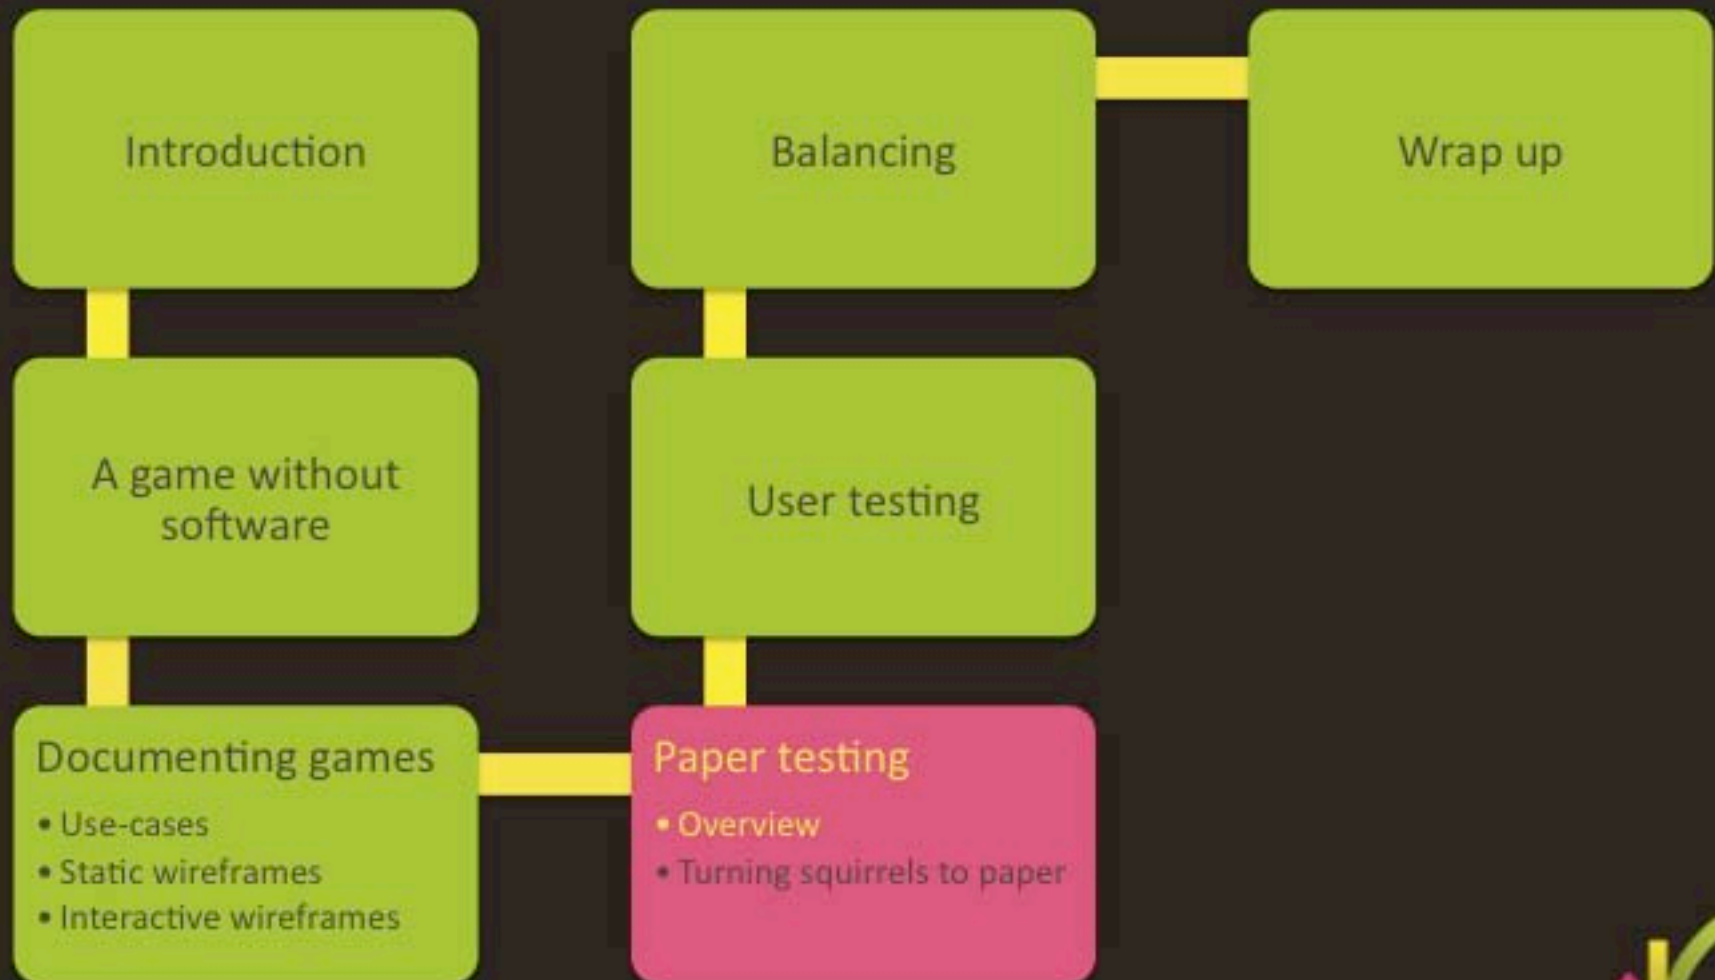 Introduction
A game without
software
Documenting games
• Use-cases
• Static wireframes
• Interactive wireframes
Paper testing
• Overview
• Turning squirrels to paper
User testing
Balancing
Wrap up